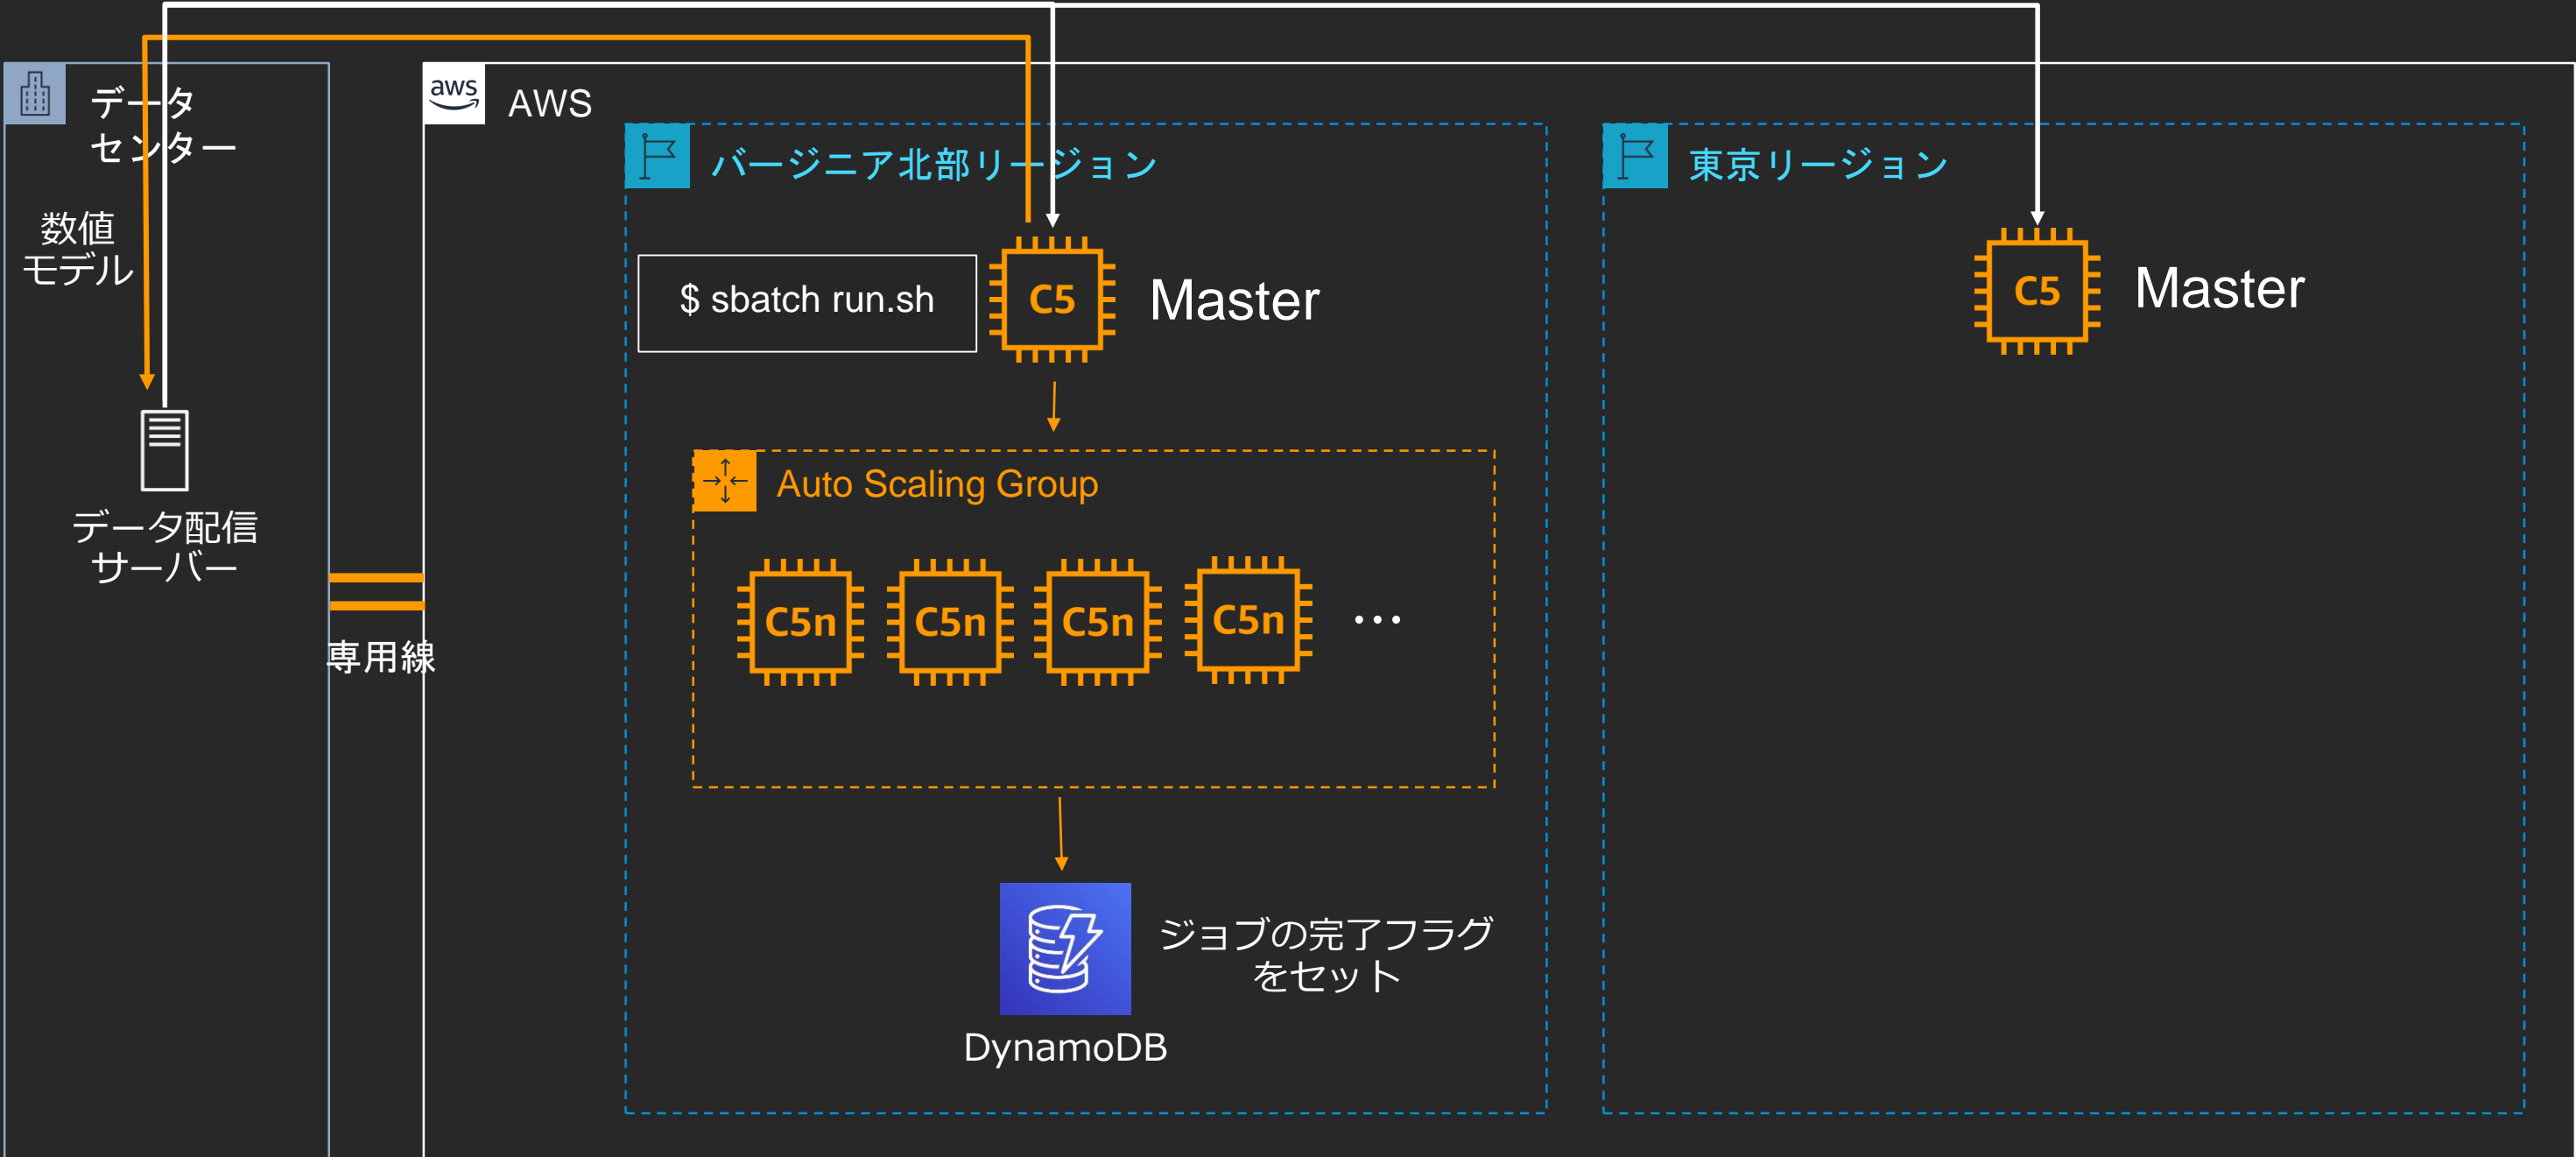 データ
センター
数値
モデル
データ配信
サーバー
専用線
aws
AWS
バージニア北部リージョン
$ sbatch run.sh
C5
Master
Auto Scaling Group
C5n
C5n
C5n
C5n
…
ジョブの完了フラグ
をセット
DynamoDB
東京リージョン
C5
Master